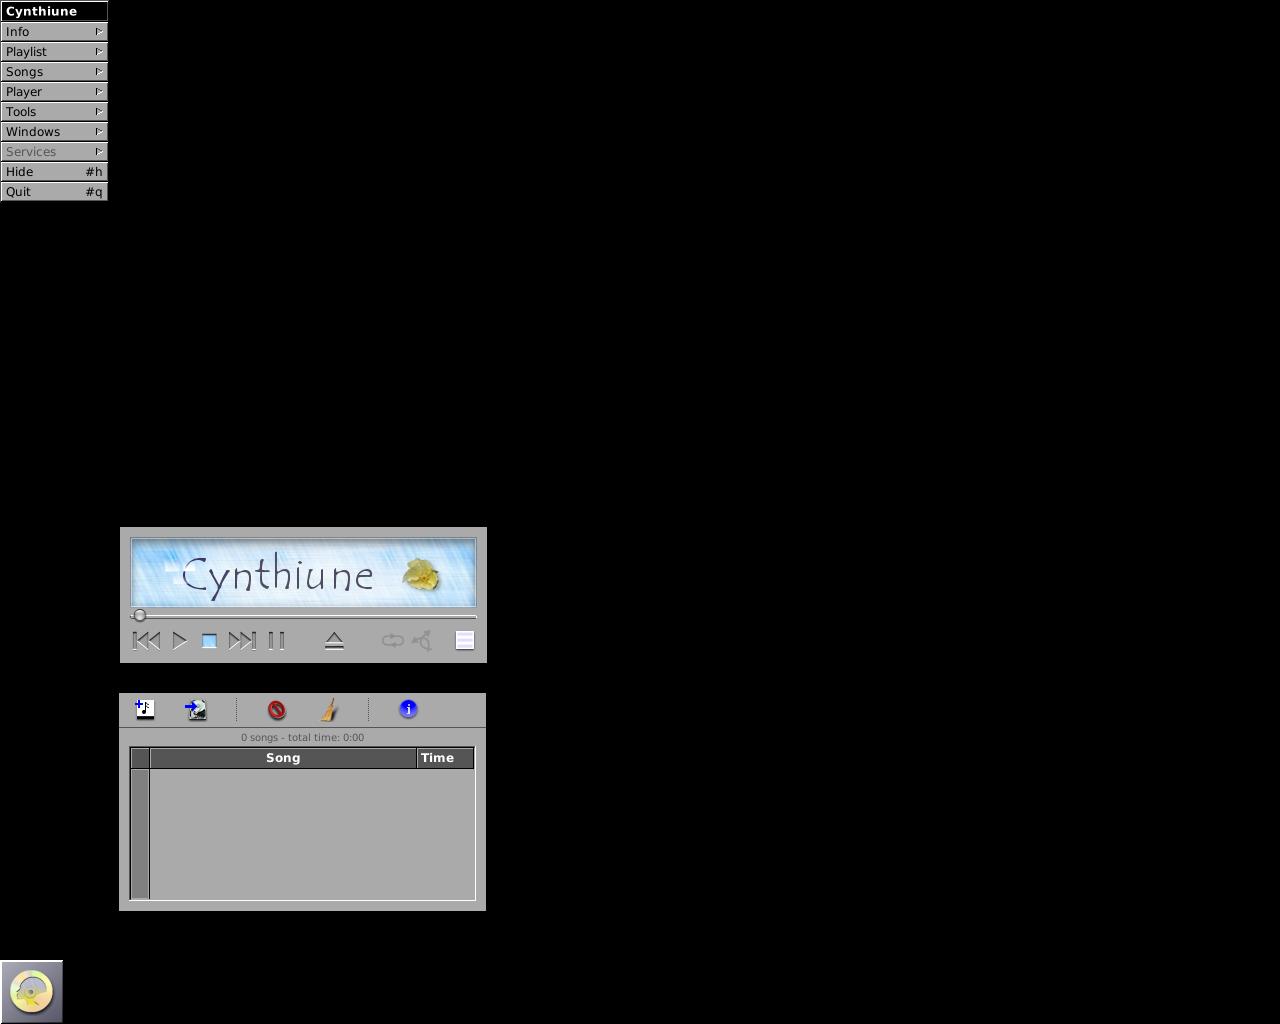 Cynthiune
Info
Playlist
Songs
Player
Tools
Windows
Services
Hide #h
Quit #q
Cynthiune
0 songs - total time: 0:00
Song Time